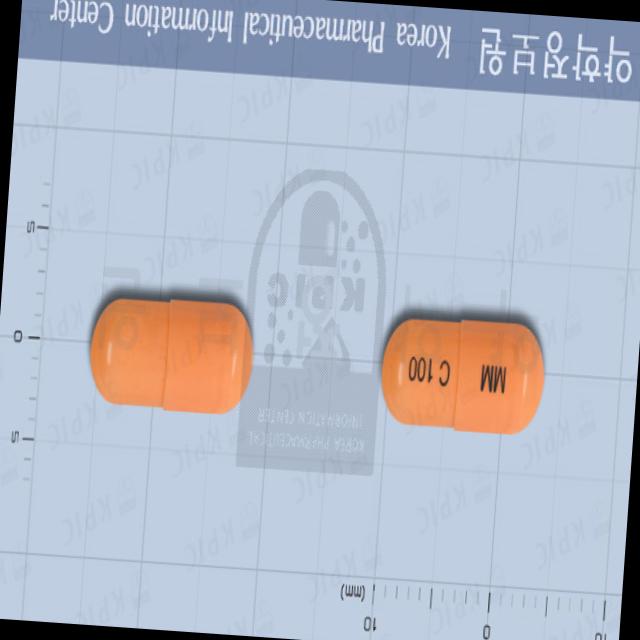 약학정보원 Korea Pharmaceutical Information Center
KPIC
KOREA PHARMACEUTICAL
INFORMATION CENTER
MM
C 100
5
0
5
(mm)
10
0